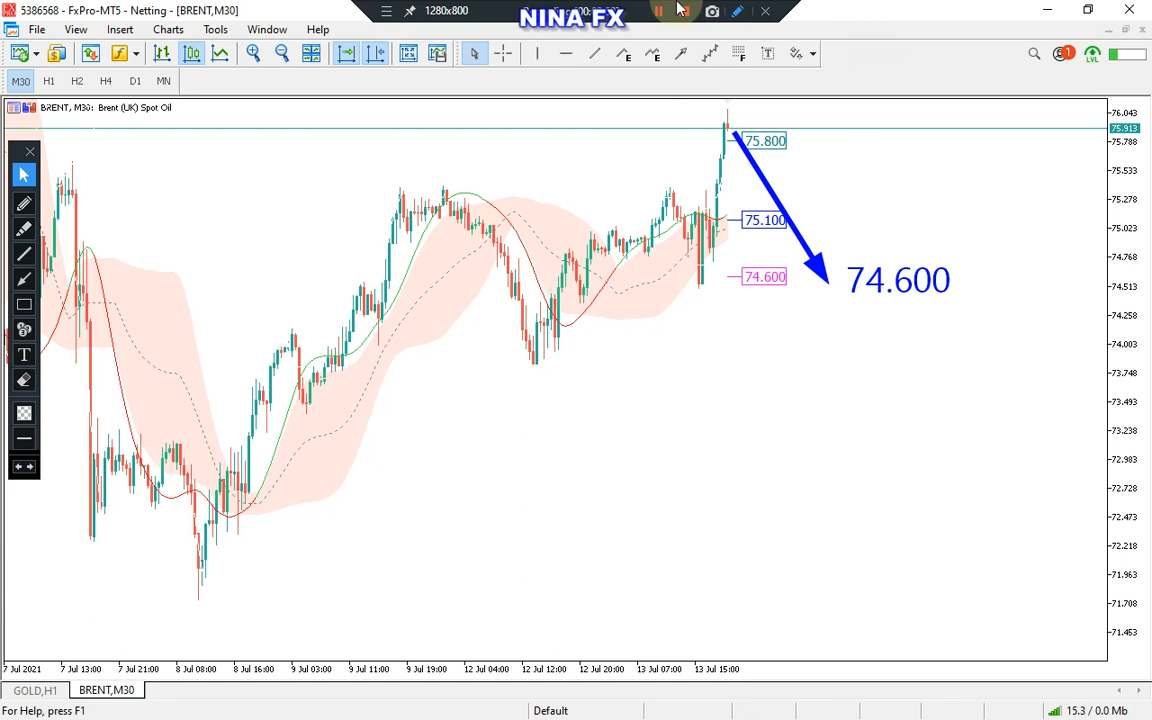 5386568 - FxPro-MT5 - Netting - [BRENT,M30]
1280x800
NINA FX
File View Insert Charts Tools Window Help
1
LVL
M30 H1 H2 H4 D1 MN
BRENT, M30: Brent (UK) Spot Oil
76.043
75.913
75.800
75.788
75.533
75.278
75.100
75.023
74.768
74.600
74.600
74.513
74.258
74.003
73.748
73.493
73.238
72.983
72.728
72.473
72.218
71.963
71.708
71.453
7 Jul 2021 7 Jul 13:00 7 Jul 21:00 8 Jul 08:00 8 Jul 16:00 9 Jul 03:00 9 Jul 11:00 9 Jul 19:00 12 Jul 04:00 12 Jul 12:00 12 Jul 20:00 13 Jul 07:00 13 Jul 15:00
GOLD,H1 BRENT,M30
For Help, press F1 Default 15.3 / 0.0 Mb